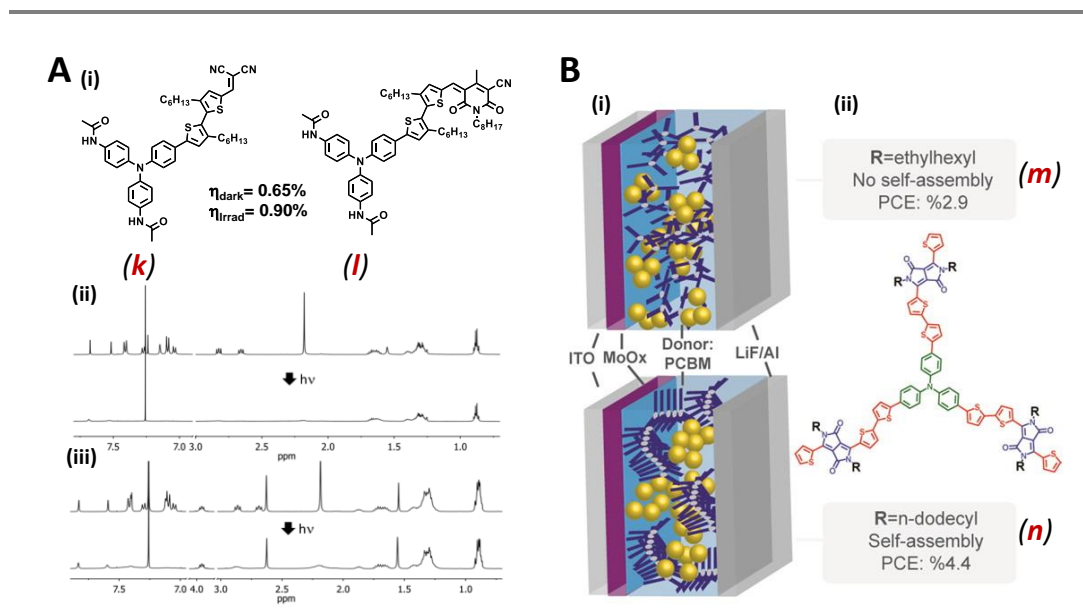 A
(i)
CN
CN
C6H13
S
S
C6H13
O
HN
N
HN
O
(k)
CN
C6H13
S
O
N
O
C8H17
S
C6H13
O
HN
N
HN
O
(l)
ηdark= 0.65%
ηIrrad= 0.90%
(ii)
hν
7.5
7.0
3.0
2.5
2.0
1.5
1.0
ppm
ppm
(iii)
hν
7.5
7.0
4.0
2.5
2.0
1.5
1.0
ppm
ppm
B
(i)
ITO
MoOx
Donor:
PCBM
LiF/Al
(ii)
R=ethylhexyl
No self-assembly
PCE: %2.9
(m)
S
O
N
R
R
N
O
S
S
N
S
S
R
N
O
O
N
R
S
S
S
R
N
O
O
N
R
S
R=n-dodecyl
Self-assembly
PCE: %4.4
(n)